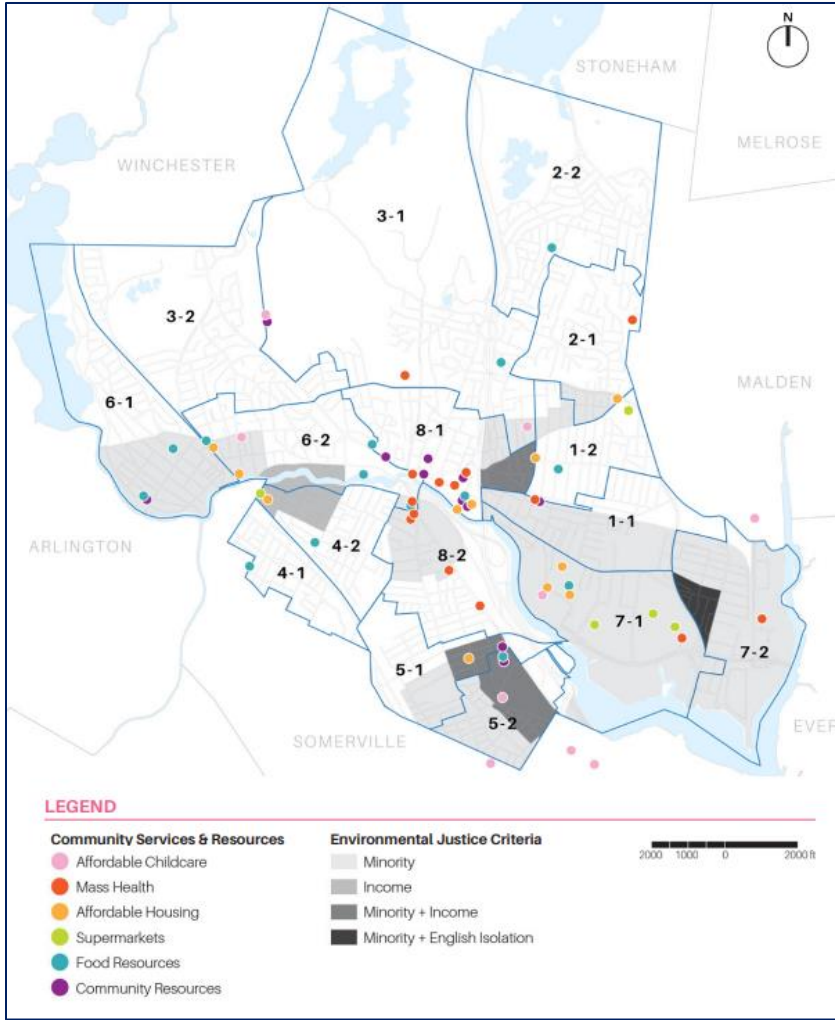 N
STONEHAM
MELROSE
WINCHESTER
2-2
3-1
3-2
2-1
MALDEN
6-1
8-1
6-2
1-2
1-1
ARLINGTON
4-2
8-2
4-1
7-1
7-2
5-1
5-2
EVER
SOMERVILLE
LEGEND
Community Services & Resources
Affordable Childcare
Mass Health
Affordable Housing
Supermarkets
Food Resources
Community Resources
Environmental Justice Criteria
Minority
Income
Minority + Income
Minority + English Isolation
2000 1000 0 2000 ft